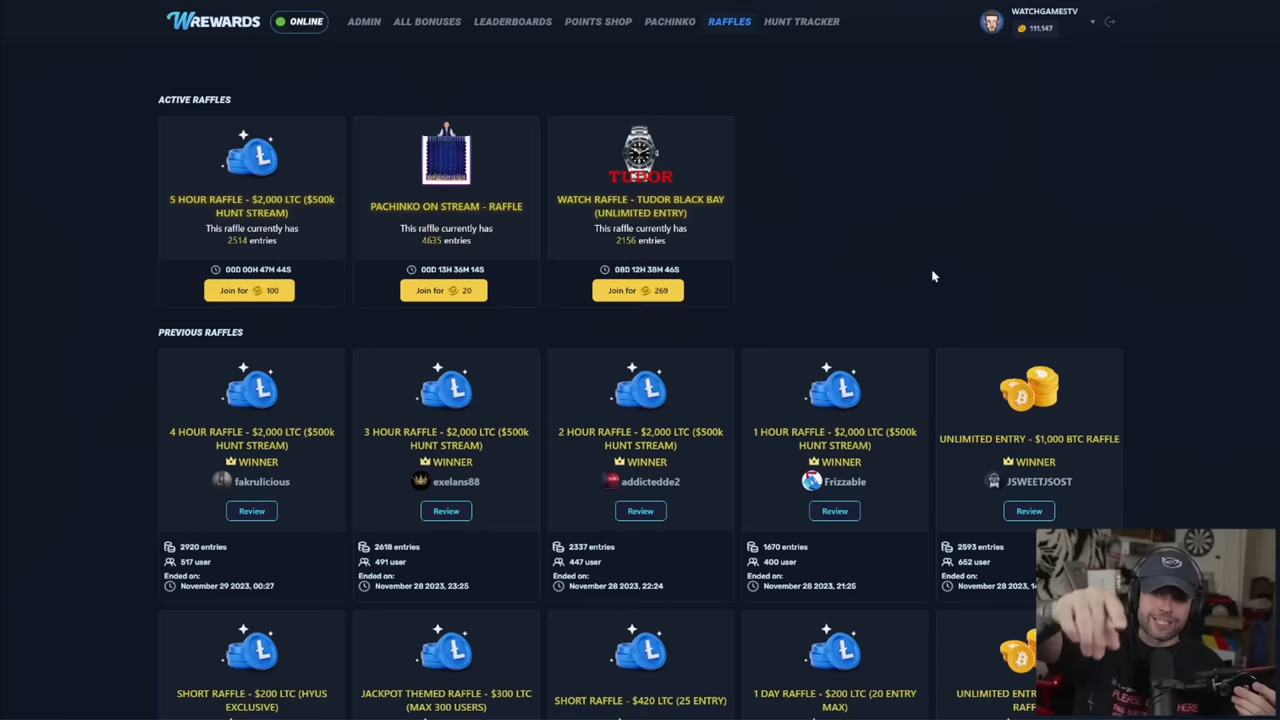 WREWARDS
ONLINE
ADMIN
ALL BONUSES
LEADERBOARDS
POINTS SHOP
PACHINKO
RAFFLES
HUNT TRACKER
WATCHGAMESTV
111,147
ACTIVE RAFFLES
5 HOUR RAFFLE - $2,000 LTC ($500k
HUNT STREAM)
This raffle currently has
2514 entries
00D 00H 47M 44S
Join for 100
PACHINKO ON STREAM - RAFFLE
This raffle currently has
4635 entries
00D 13H 36M 14S
Join for 20
TUDOR
WATCH RAFFLE - TUDOR BLACK BAY
(UNLIMITED ENTRY)
This raffle currently has
2156 entries
08D 12H 38M 46S
Join for 269
PREVIOUS RAFFLES
4 HOUR RAFFLE - $2,000 LTC ($500k
HUNT STREAM)
WINNER
fakrulicious
Review
2920 entries
517 user
Ended on:
November 29 2023, 00:27
3 HOUR RAFFLE - $2,000 LTC ($500k
HUNT STREAM)
WINNER
exelans88
Review
2618 entries
491 user
Ended on:
November 28 2023, 23:25
2 HOUR RAFFLE - $2,000 LTC ($500k
HUNT STREAM)
WINNER
addictedde2
Review
2337 entries
447 user
Ended on:
November 28 2023, 22:24
1 HOUR RAFFLE - $2,000 LTC ($500k
HUNT STREAM)
WINNER
Frizzable
Review
1670 entries
400 user
Ended on:
November 28 2023, 21:25
UNLIMITED ENTRY - $1,000 BTC RAFFLE
WINNER
JSWEETJSOST
Review
2593 entries
652 user
Ended on:
November 28 2023,
SHORT RAFFLE - $200 LTC (HYUS
EXCLUSIVE)
JACKPOT THEMED RAFFLE - $300 LTC
(MAX 300 USERS)
SHORT RAFFLE - $420 LTC (25 ENTRY)
1 DAY RAFFLE - $200 LTC (20 ENTRY
MAX)
UNLIMITED
HERE